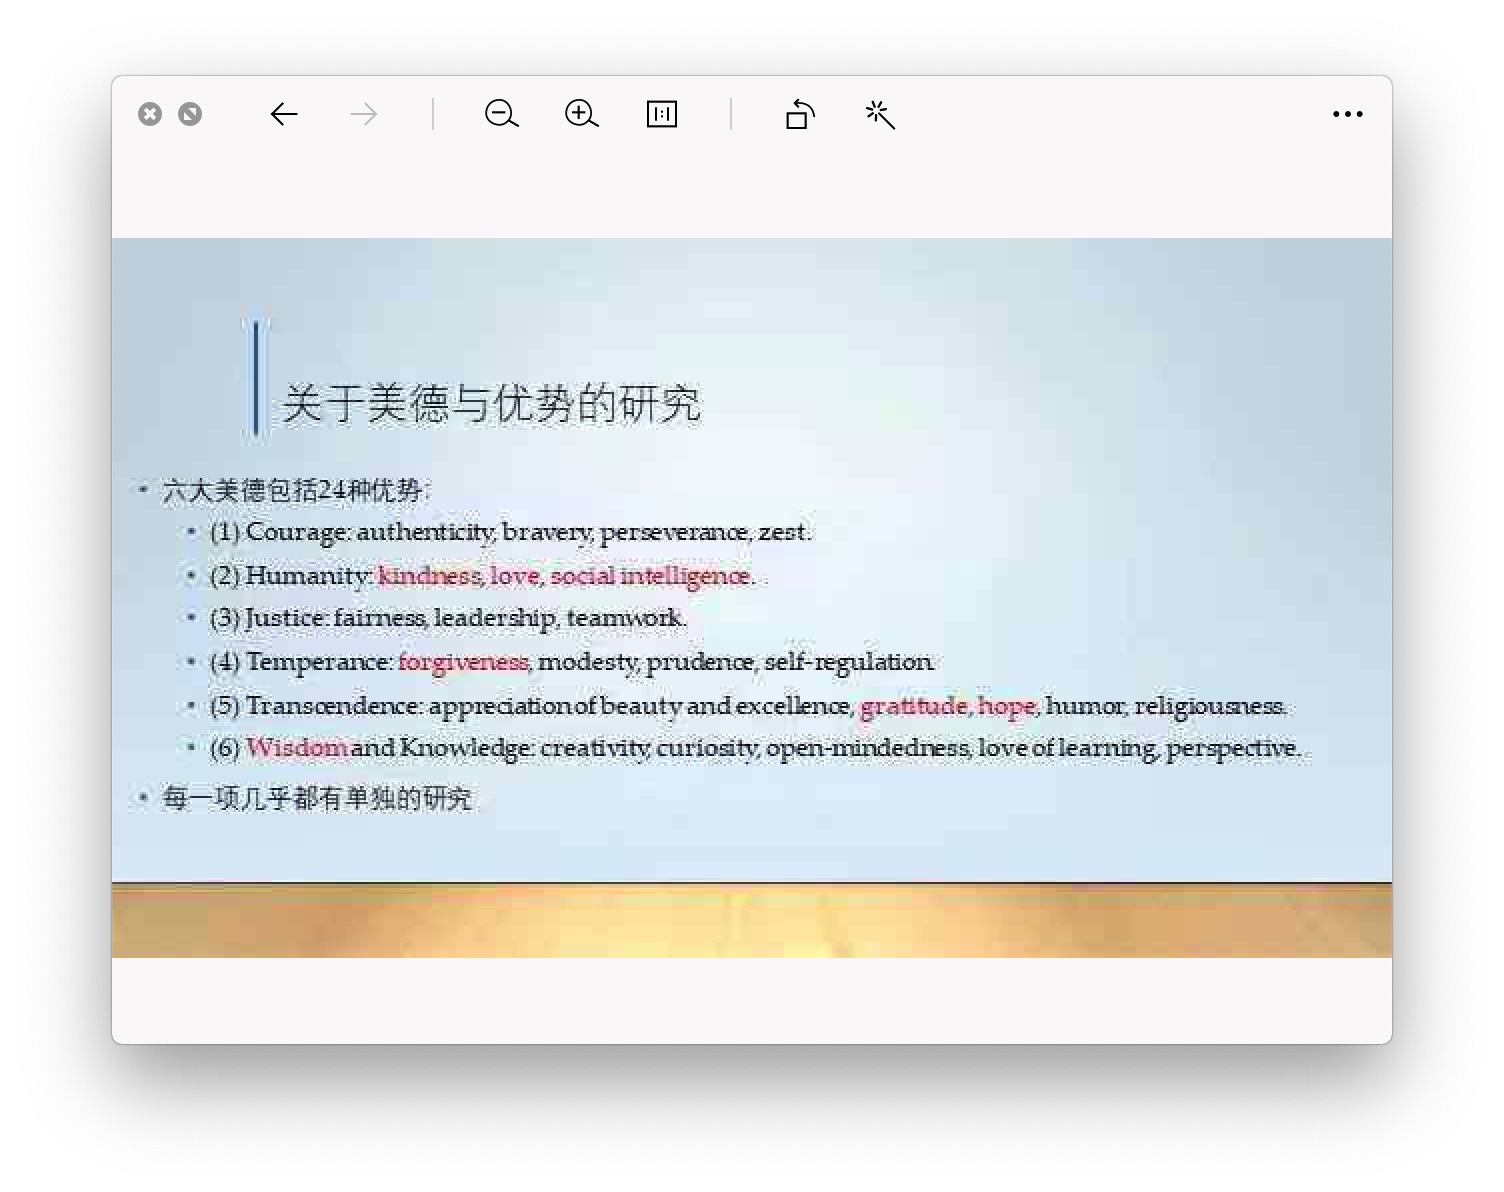 关于美德与优势的研究
• 六大美德包括24种优势:
• (1) Courage: authenticity, bravery, perseverance, zest.
• (2) Humanity: kindness, love, social intelligence.
• (3) Justice: fairness, leadership, teamwork.
• (4) Temperance: forgiveness, modesty, prudence, self-regulation.
• (5) Transcendence: appreciation of beauty and excellence, gratitude, hope, humor, religiousness.
• (6) Wisdom and Knowledge: creativity, curiosity, open-mindedness, love of learning, perspective.
• 每一项几乎都有单独的研究